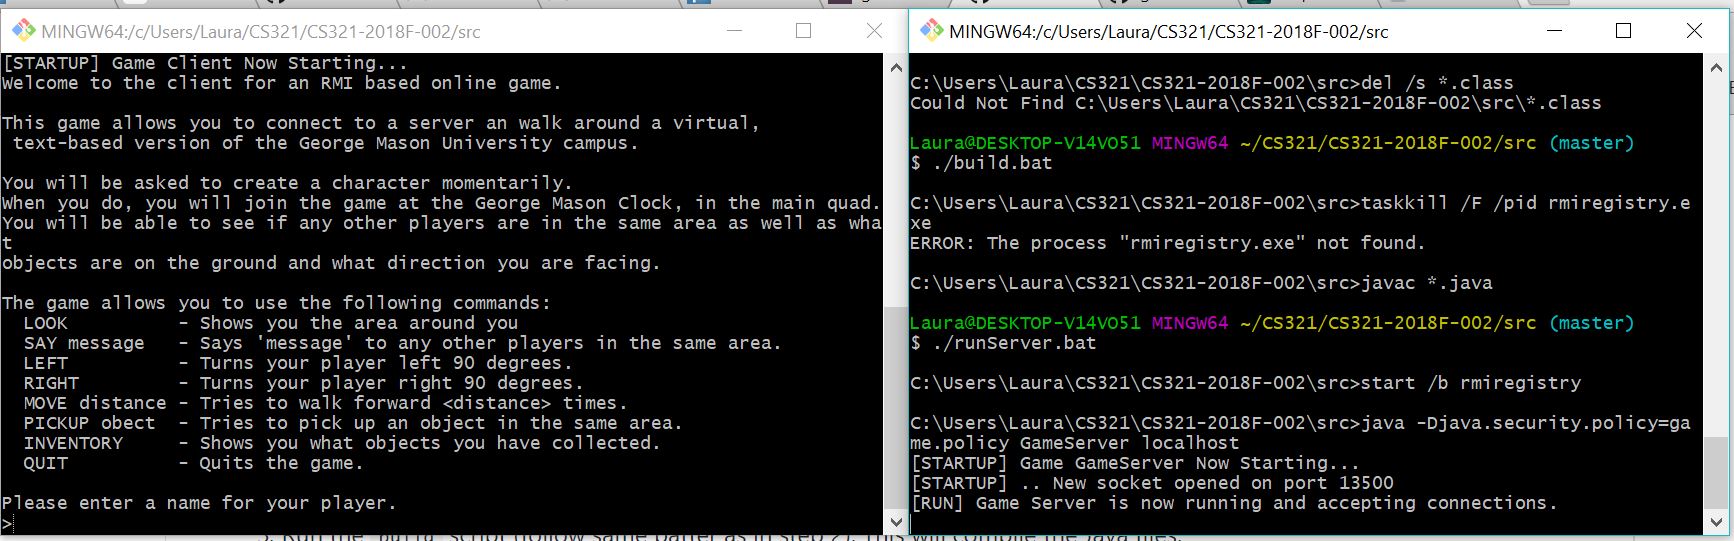 MINGW64:/c/Users/Laura/CS321/CS321-2018F-002/src
[STARTUP] Game Client Now Starting...
Welcome to the client for an RMI based online game.
This game allows you to connect to a server an walk around a virtual,
text-based version of the George Mason University campus.
You will be asked to create a character momentarily.
When you do, you will join the game at the George Mason Clock, in the main quad.
You will be able to see if any other players are in the same area as well as wha
t
objects are on the ground and what direction you are facing.
The game allows you to use the following commands:
LOOK - Shows you the area around you
SAY message - Says 'message' to any other players in the same area.
LEFT - Turns your player left 90 degrees.
RIGHT - Turns your player right 90 degrees.
MOVE distance - Tries to walk forward <distance> times.
PICKUP obect - Tries to pick up an object in the same area.
INVENTORY - Shows you what objects you have collected.
QUIT - Quits the game.
Please enter a name for your player.
>
MINGW64:/c/Users/Laura/CS321/CS321-2018F-002/src
C:\Users\Laura\CS321\CS321-2018F-002\src>del /s *.class
Could Not Find C:\Users\Laura\CS321\CS321-2018F-002\src\*.class
Laura@DESKTOP-V14VO51 MINGW64 ~/CS321/CS321-2018F-002/src (master)
$ ./build.bat
C:\Users\Laura\CS321\CS321-2018F-002\src>taskkill /F /pid rmiregistry.e
xe
ERROR: The process "rmiregistry.exe" not found.
C:\Users\Laura\CS321\CS321-2018F-002\src>javac *.java
Laura@DESKTOP-V14VO51 MINGW64 ~/CS321/CS321-2018F-002/src (master)
$ ./runServer.bat
C:\Users\Laura\CS321\CS321-2018F-002\src>start /b rmiregistry
C:\Users\Laura\CS321\CS321-2018F-002\src>java -Djava.security.policy=ga
me.policy GameServer localhost
[STARTUP] Game GameServer Now Starting...
[STARTUP] .. New socket opened on port 13500
[RUN] Game Server is now running and accepting connections.